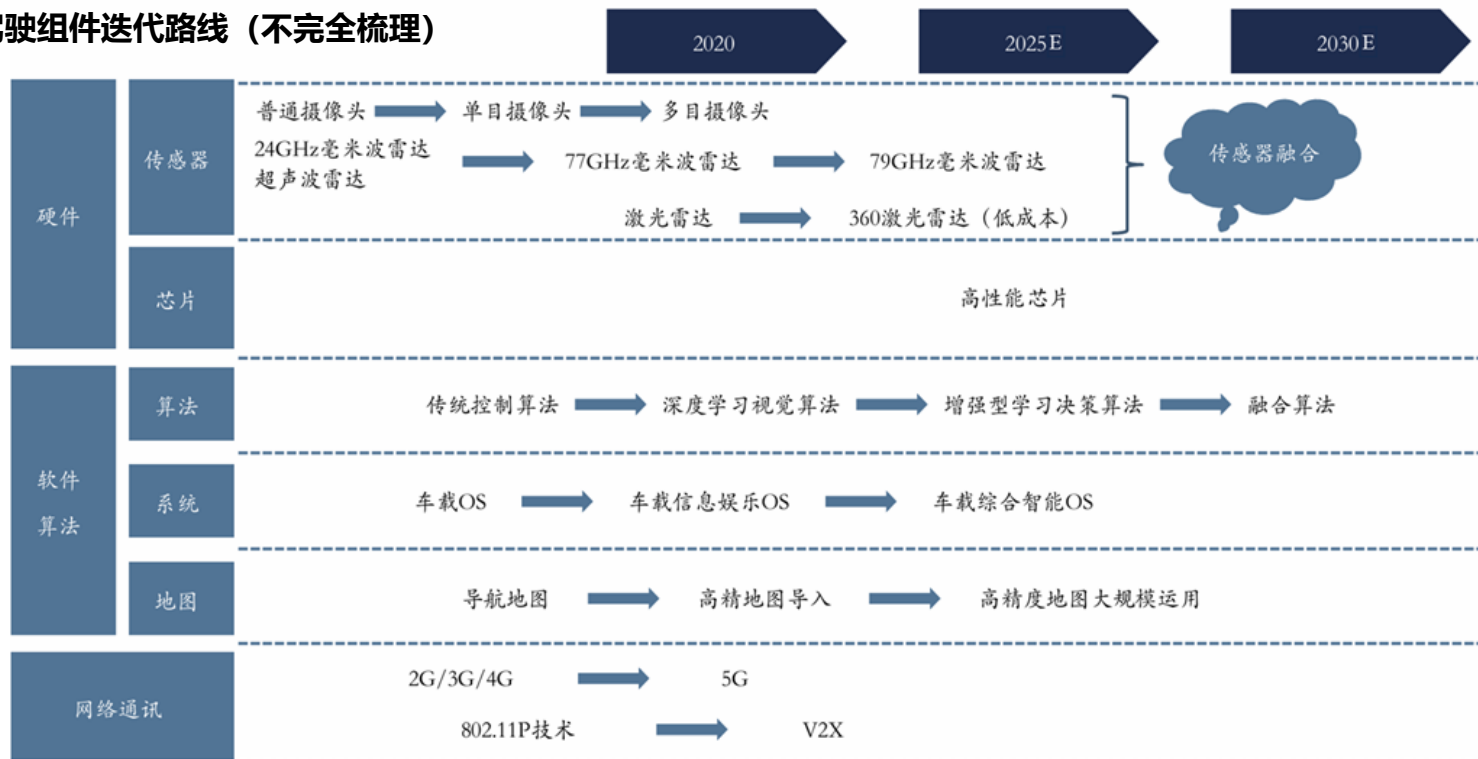 驶组件迭代路线（不完全梳理）
2020
2025E
2030E
硬件
传感器
普通摄像头
单目摄像头
多目摄像头
24GHz毫米波雷达
超声波雷达
77GHz毫米波雷达
79GHz毫米波雷达
激光雷达
360激光雷达（低成本）
传感器融合
芯片
高性能芯片
软件
算法
算法
传统控制算法
深度学习视觉算法
增强型学习决策算法
融合算法
系统
车载OS
车载信息娱乐OS
车载综合智能OS
地图
导航地图
高精地图导入
高精度地图大规模运用
网络通讯
2G/3G/4G
5G
802.11P技术
V2X